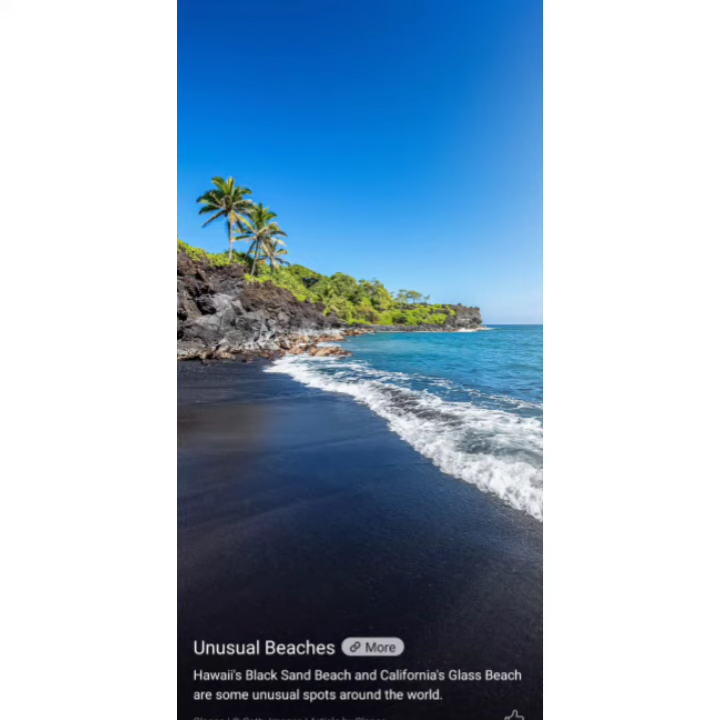 Unusual Beaches More
Hawaii's Black Sand Beach and California's Glass Beach
are some unusual spots around the world.